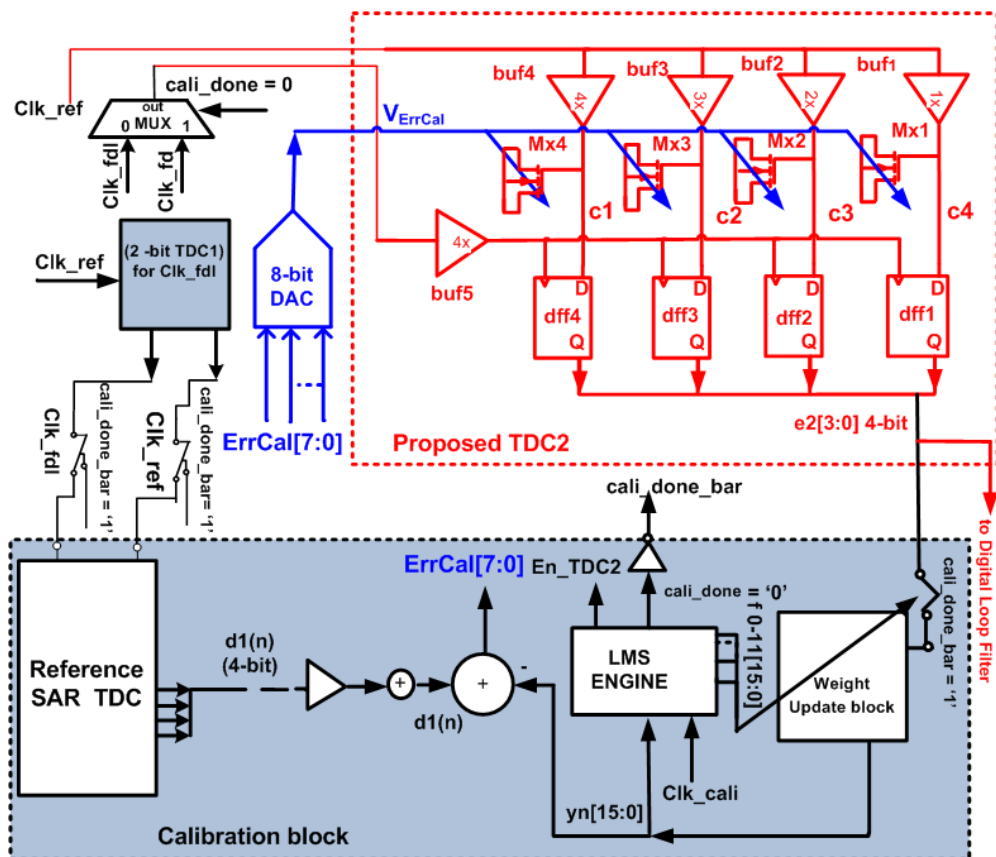 Clk_ref
cali_done = 0
out
0 MUX 1
Clk_fdl
Clk_fd
buf4
buf3
buf2
buf1
4x
3x
2x
1x
V_ErrCal
Mx4
Mx3
Mx2
Mx1
c1
c2
c3
c4
Clk_ref
(2 -bit TDC1)
for Clk_fdl
8-bit
DAC
4x
buf5
D
dff4
Q
D
dff3
Q
D
dff2
Q
D
dff1
Q
cali_done_bar = '1'
Clk_fdl
cali_done_bar= '1'
Clk_ref
ErrCal[7:0]
Proposed TDC2
e2[3:0] 4-bit
to Digital Loop Filter
cali_done_bar
ErrCal[7:0]
En_TDC2
cali_done = '0'
f 0-11[15:0]
cali_done_bar = '1'
Reference
SAR TDC
d1(n)
(4-bit)
+
d1(n)
+
-
LMS
ENGINE
Weight
Update block
Clk_cali
yn[15:0]
Calibration block